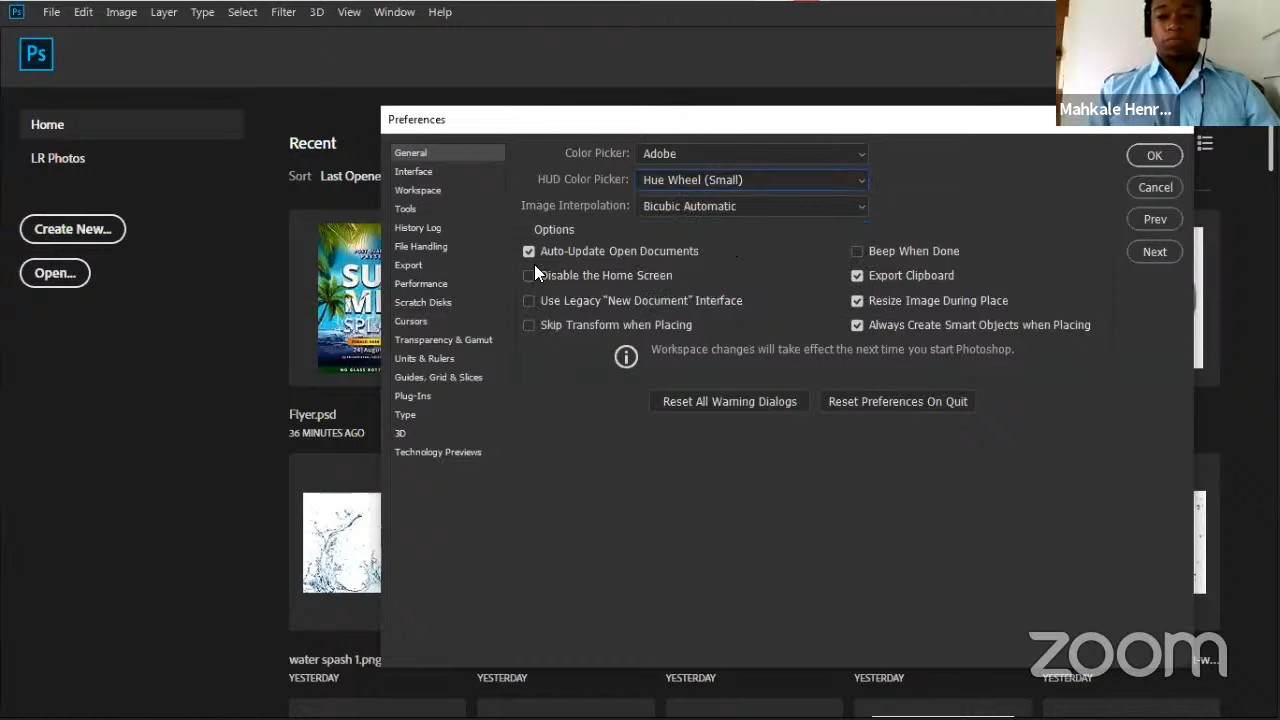 Ps File Edit Image Layer Type Select Filter 3D View Window Help
Ps
Mahkale Henr...
Home
LR Photos
Create New...
Open...
Recent
Sort Last Opene
Flyer.psd
36 MINUTES AGO
water spash 1.png
YESTERDAY
YESTERDAY
YESTERDAY
YESTERDAY
YESTERDAY
Preferences
General
Interface
Workspace
Tools
History Log
File Handling
Export
Performance
Scratch Disks
Cursors
Transparency & Gamut
Units & Rulers
Guides, Grid & Slices
Plug-Ins
Type
3D
Technology Previews
Color Picker: Adobe
HUD Color Picker: Hue Wheel (Small)
Image Interpolation: Bicubic Automatic
Options
Auto-Update Open Documents
Disable the Home Screen
Use Legacy "New Document" Interface
Skip Transform when Placing
Beep When Done
Export Clipboard
Resize Image During Place
Always Create Smart Objects when Placing
Workspace changes will take effect the next time you start Photoshop.
Reset All Warning Dialogs
Reset Preferences On Quit
OK
Cancel
Prev
Next
zoom